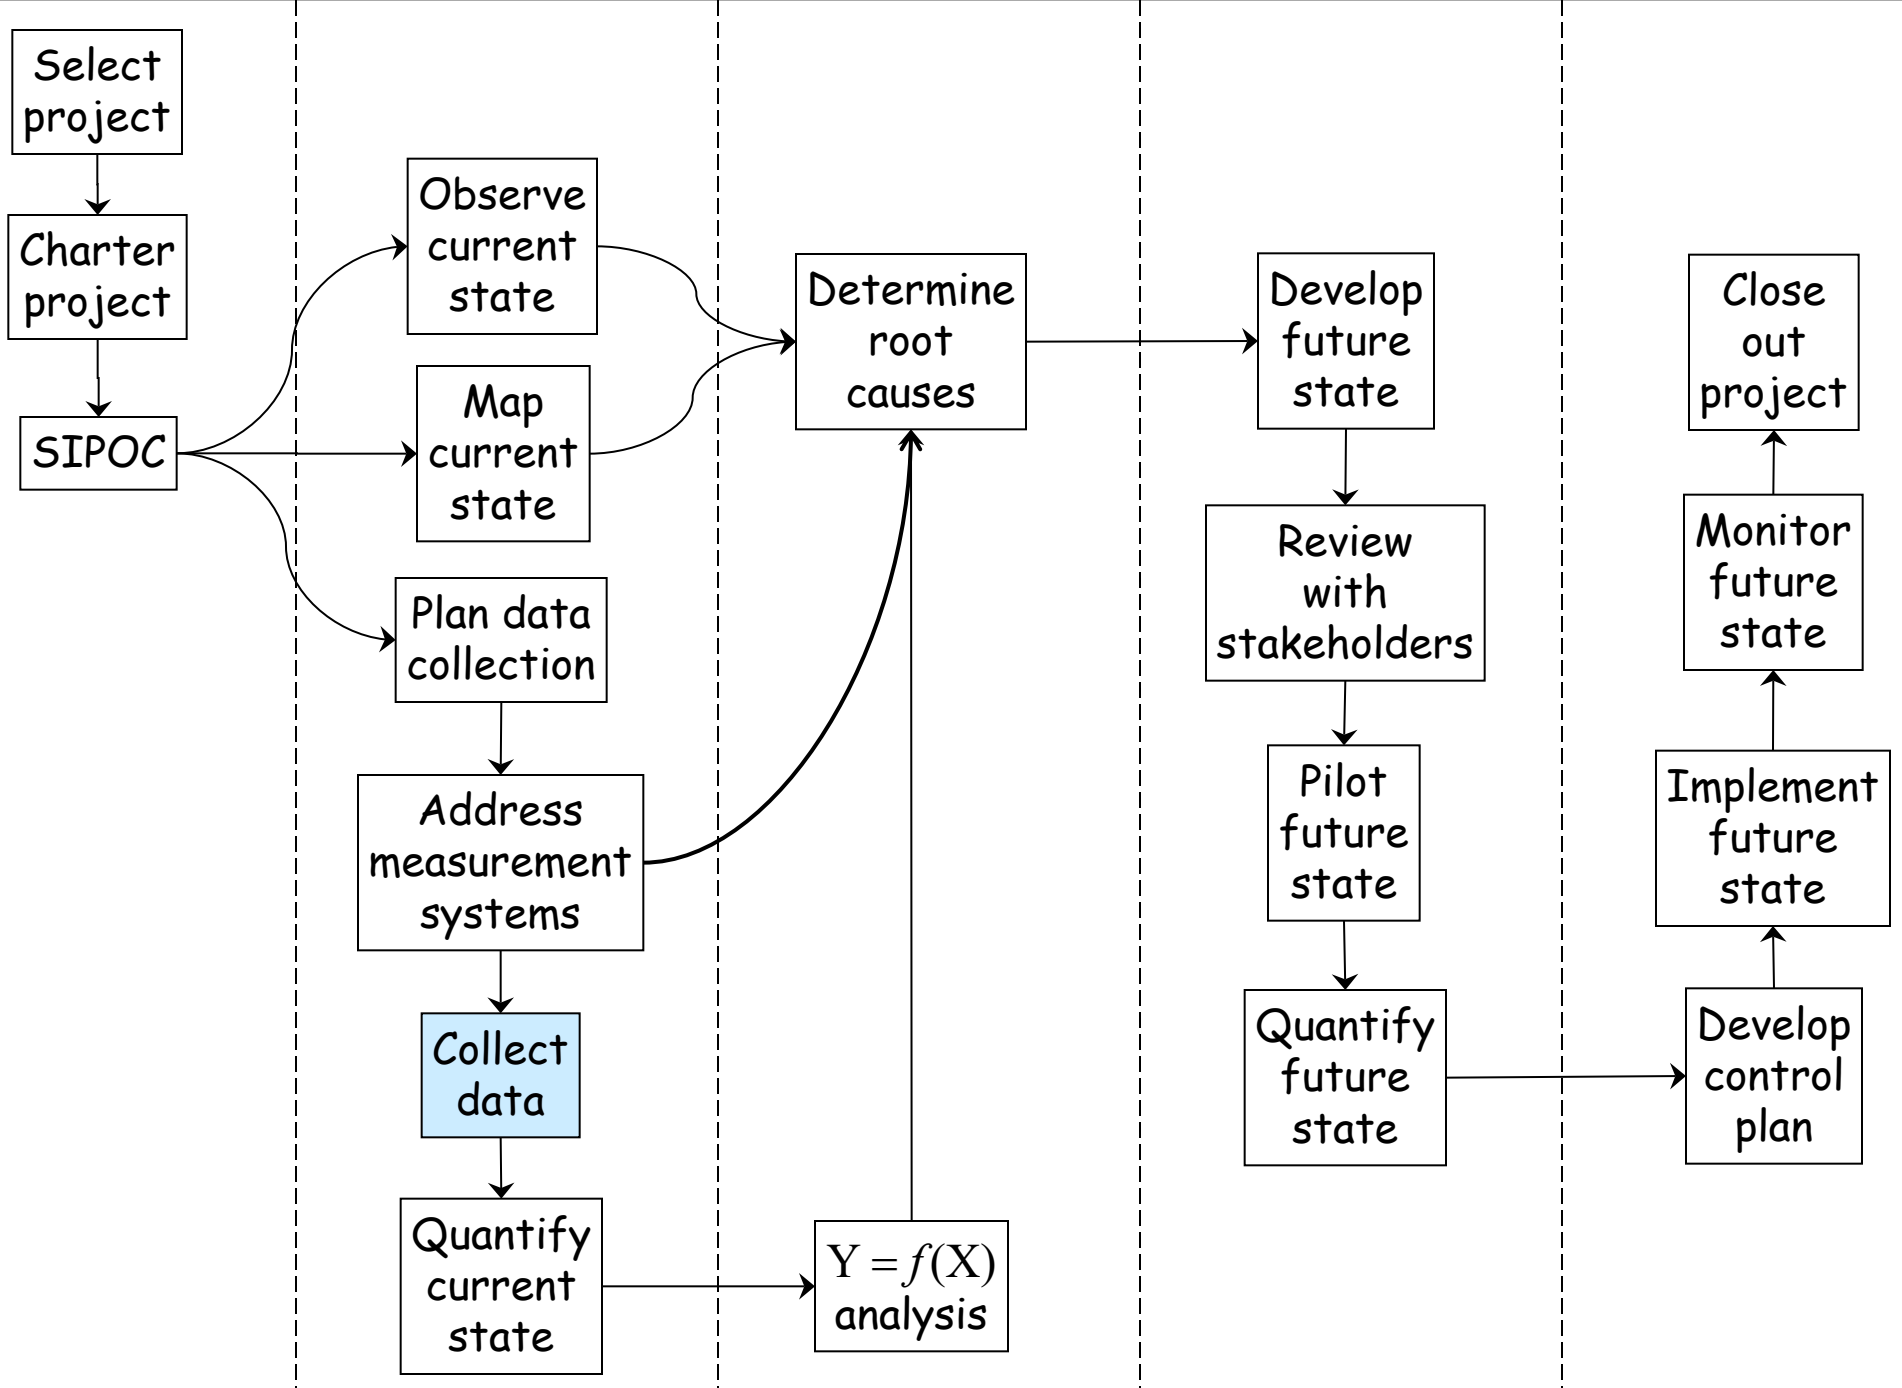 Select
project
Charter
project
SIPOC
Observe
current
state
Map
current
state
Plan data
collection
Address
measurement
systems
Collect
data
Quantify
current
state
Determine
root
causes
Y = f(X)
analysis
Develop
future
state
Review
with
stakeholders
Pilot
future
state
Quantify
future
state
Close
out
project
Monitor
future
state
Implement
future
state
Develop
control
plan